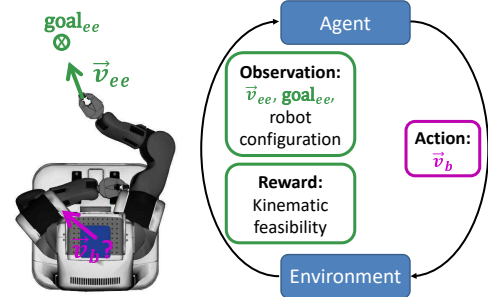 goal_ee
v⃗_ee
v⃗_b?
Agent
Observation:
v⃗_ee, goal_ee,
robot
configuration
Reward:
Kinematic
feasibility
Action:
v⃗_b
Environment